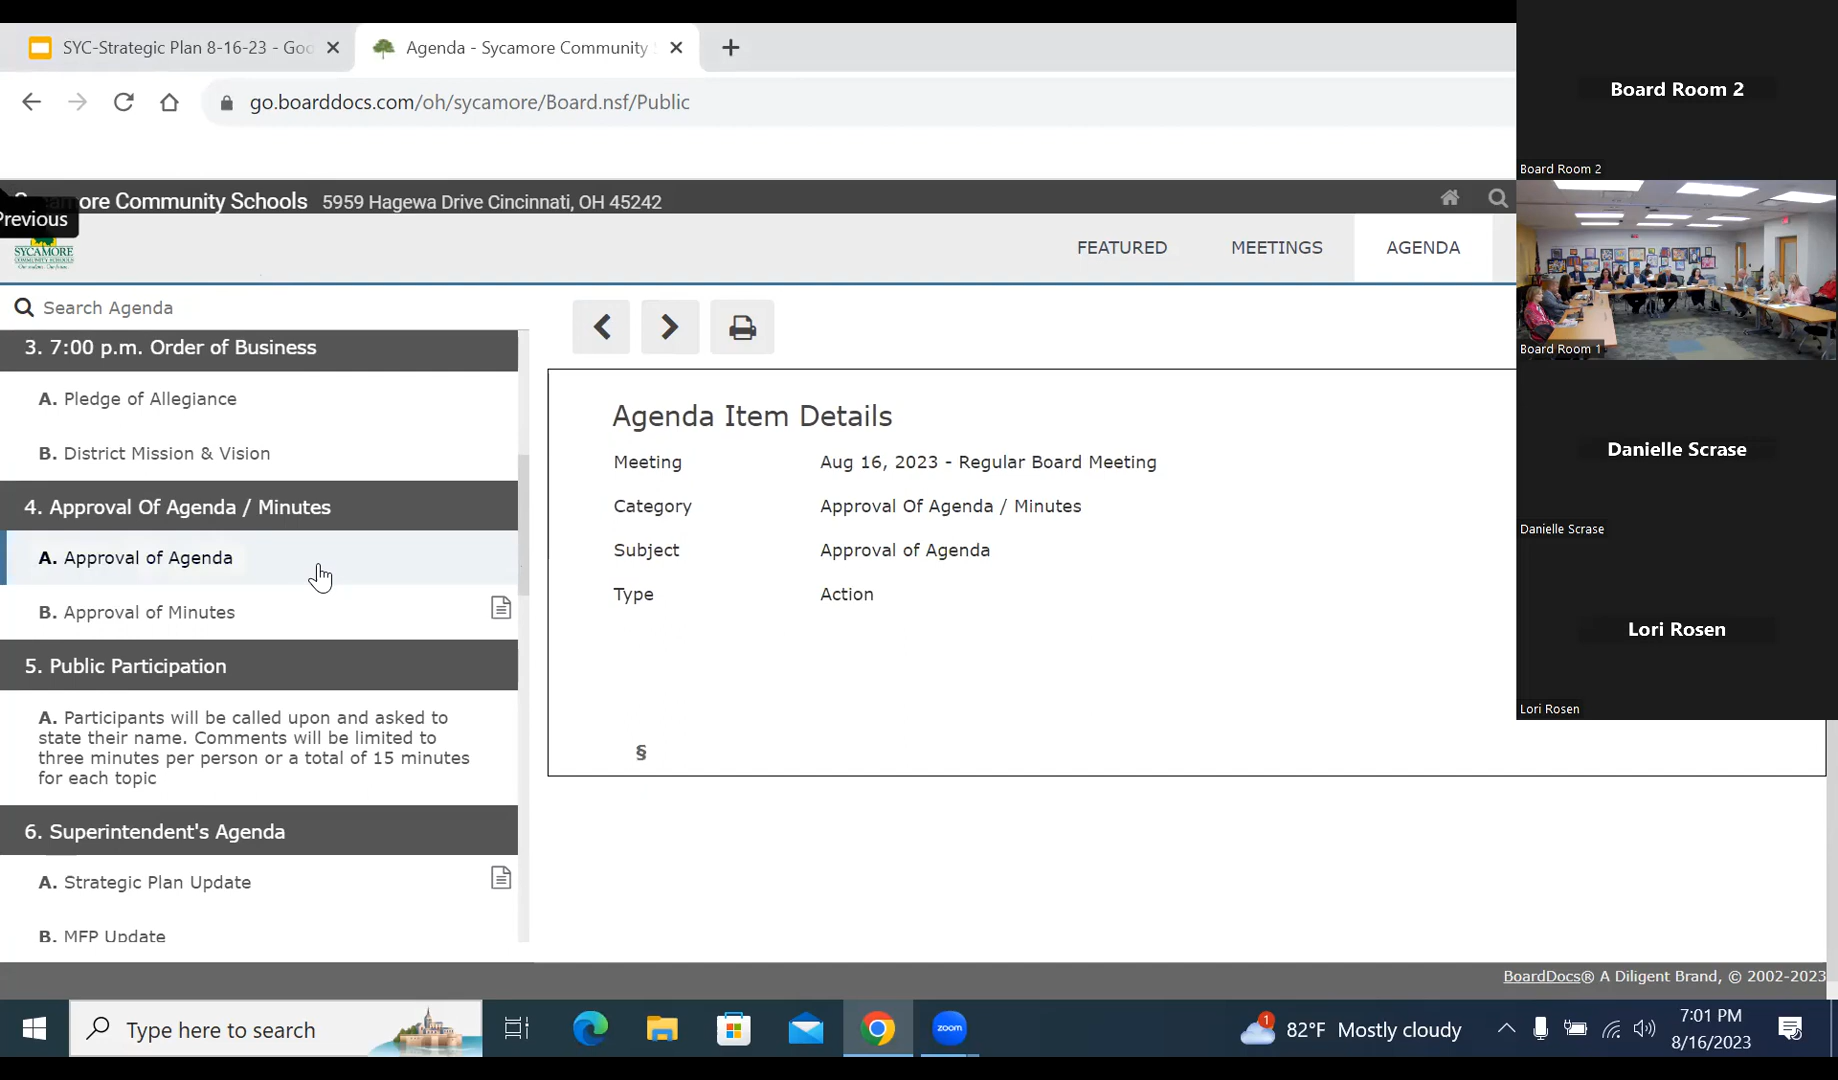 SYC-Strategic Plan 8-16-23 - Goo
Agenda - Sycamore Community
go.boarddocs.com/oh/sycamore/Board.nsf/Public
ore Community Schools 5959 Hagewa Drive Cincinnati, OH 45242
Previous
SYCAMORE
COMMUNITY SCHOOLS
FEATURED
MEETINGS
AGENDA
Search Agenda
3. 7:00 p.m. Order of Business
A. Pledge of Allegiance
B. District Mission & Vision
4. Approval Of Agenda / Minutes
A. Approval of Agenda
B. Approval of Minutes
5. Public Participation
A. Participants will be called upon and asked to
state their name. Comments will be limited to
three minutes per person or a total of 15 minutes
for each topic
6. Superintendent's Agenda
A. Strategic Plan Update
B. MFP Update
Agenda Item Details
Meeting Aug 16, 2023 - Regular Board Meeting
Category Approval Of Agenda / Minutes
Subject Approval of Agenda
Type Action
§
Board Room 2
Board Room 2
Board Room 1
Danielle Scrase
Danielle Scrase
Lori Rosen
Lori Rosen
BoardDocs® A Diligent Brand, © 2002-2023
Type here to search
zoom
1
82°F Mostly cloudy
7:01 PM
8/16/2023